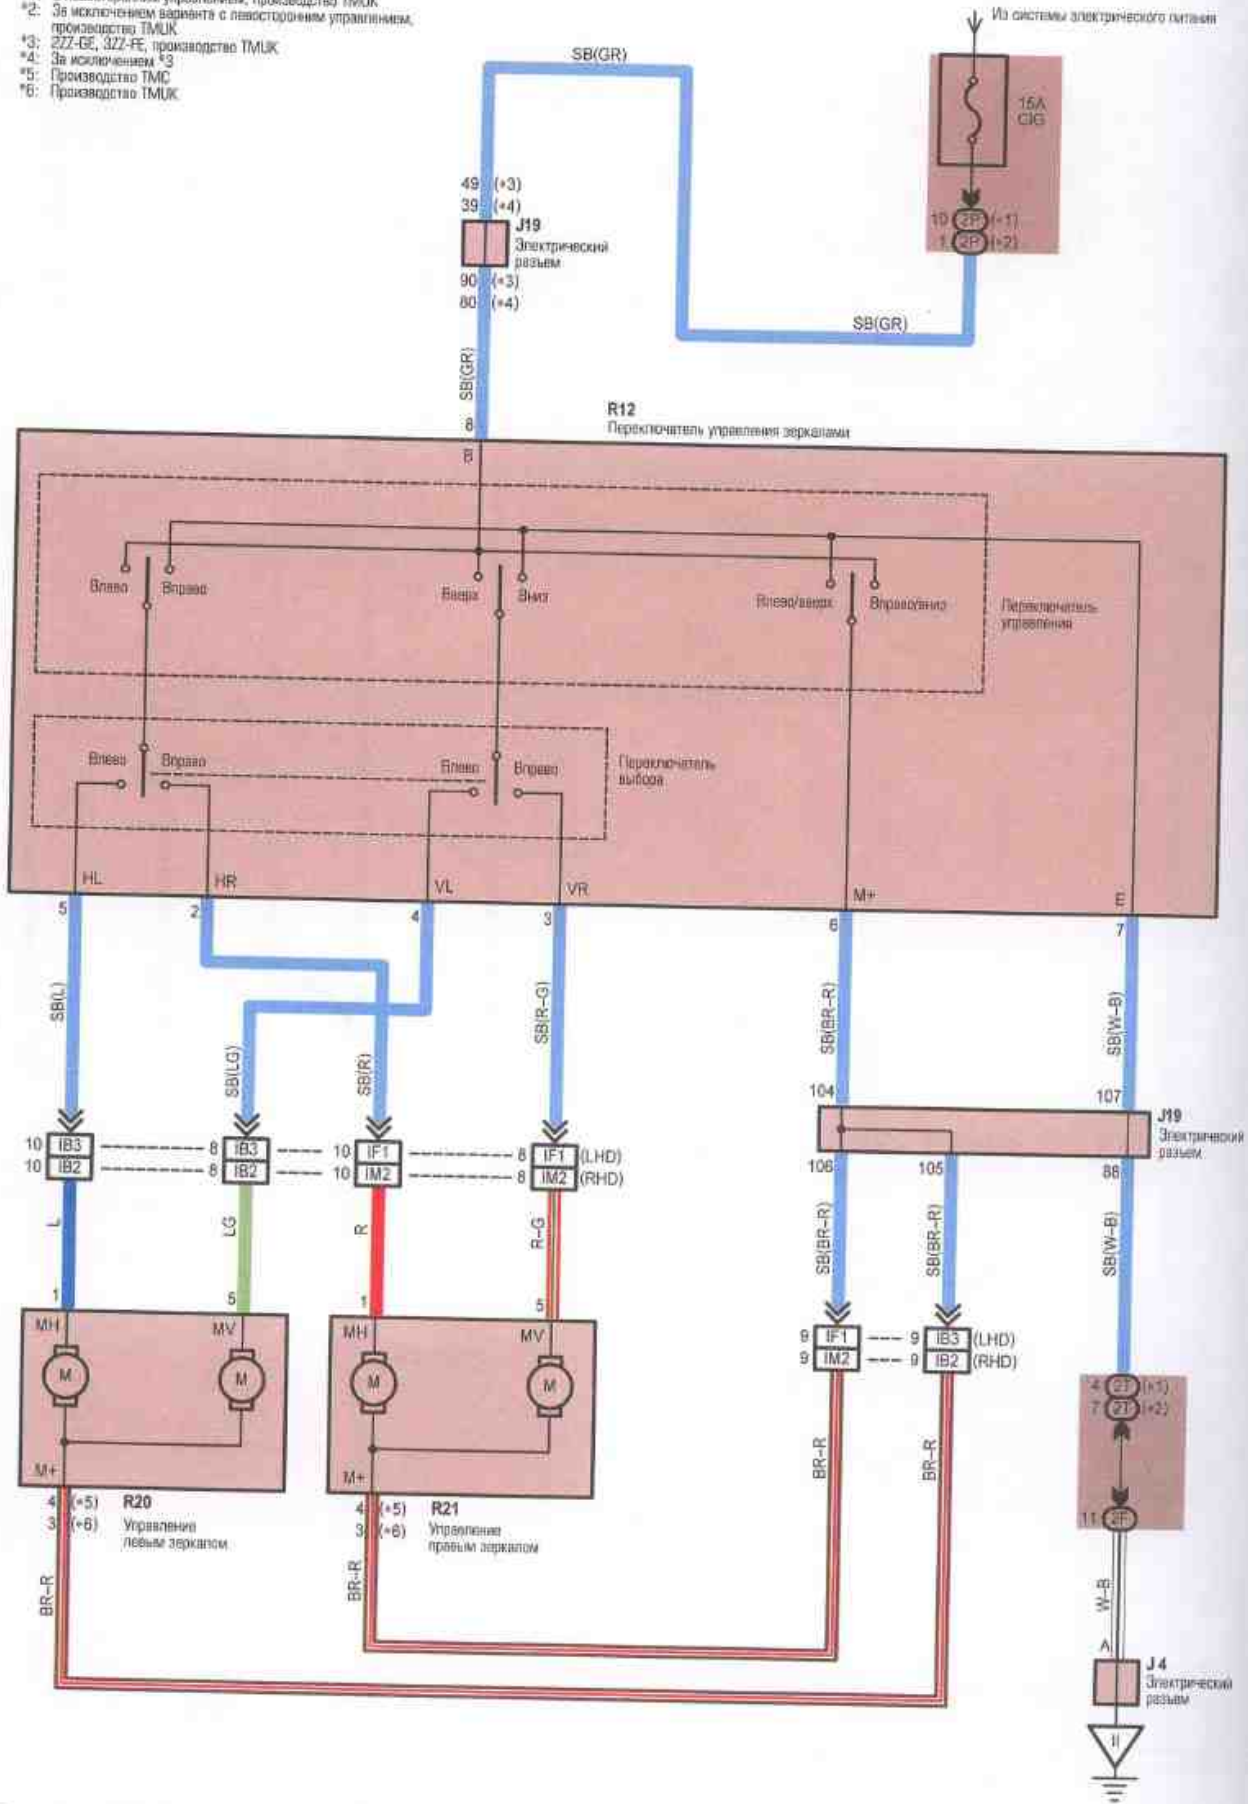 управлением, производство TMUK
*2: За исключением варианта с левосторонним управлением,
производство TMUK
*3: 2ZZ-GE, 3ZZ-FE, производство TMUK
*4: За исключением *3
*5: Производство TMC
*6: Производство TMUK
Из системы электрического питания
SB(GR)
15A
CIG
49 (*3)
39 (*4)
J19
Электрический
разъем
10 2P (*1)
1 2P (*2)
90 (*3)
80 (*4)
SB(GR)
SB(GR)
R12
Переключатель управления зеркалами
8
B
Влево Вправо
Вверх Вниз
Влево/вверх Вправо/вниз
Переключатель
управления
Влево Вправо
Влево Вправо
Переключатель
выбора
HL HR VL VR M+ E
5 2 4 3 6 7
SB(L)
SB(LG)
SB(R)
SB(R-G)
SB(BR-R)
SB(W-B)
104 107
J19
Электрический
разъем
10 IB3 8 IB3 10 IF1 8 IF1 (LHD)
10 IB2 8 IB2 10 IM2 8 IM2 (RHD)
106 105 88
L
LG
R
R-G
SB(BR-R)
SB(BR-R)
SB(W-B)
1 5 1 5
MH MV MH MV
9 IF1 9 IB3 (LHD)
9 IM2 9 IB2 (RHD)
M M M M
4 2T (*1)
7 2T (*2)
M+ M+
BR-R
BR-R
4 (*5) R20
3 (*6) Управление
левым зеркалом
4 (*5) R21
3 (*6) Управление
правым зеркалом
11 2F
BR-R
BR-R
W-B
A
J4
Электрический
разъем
II